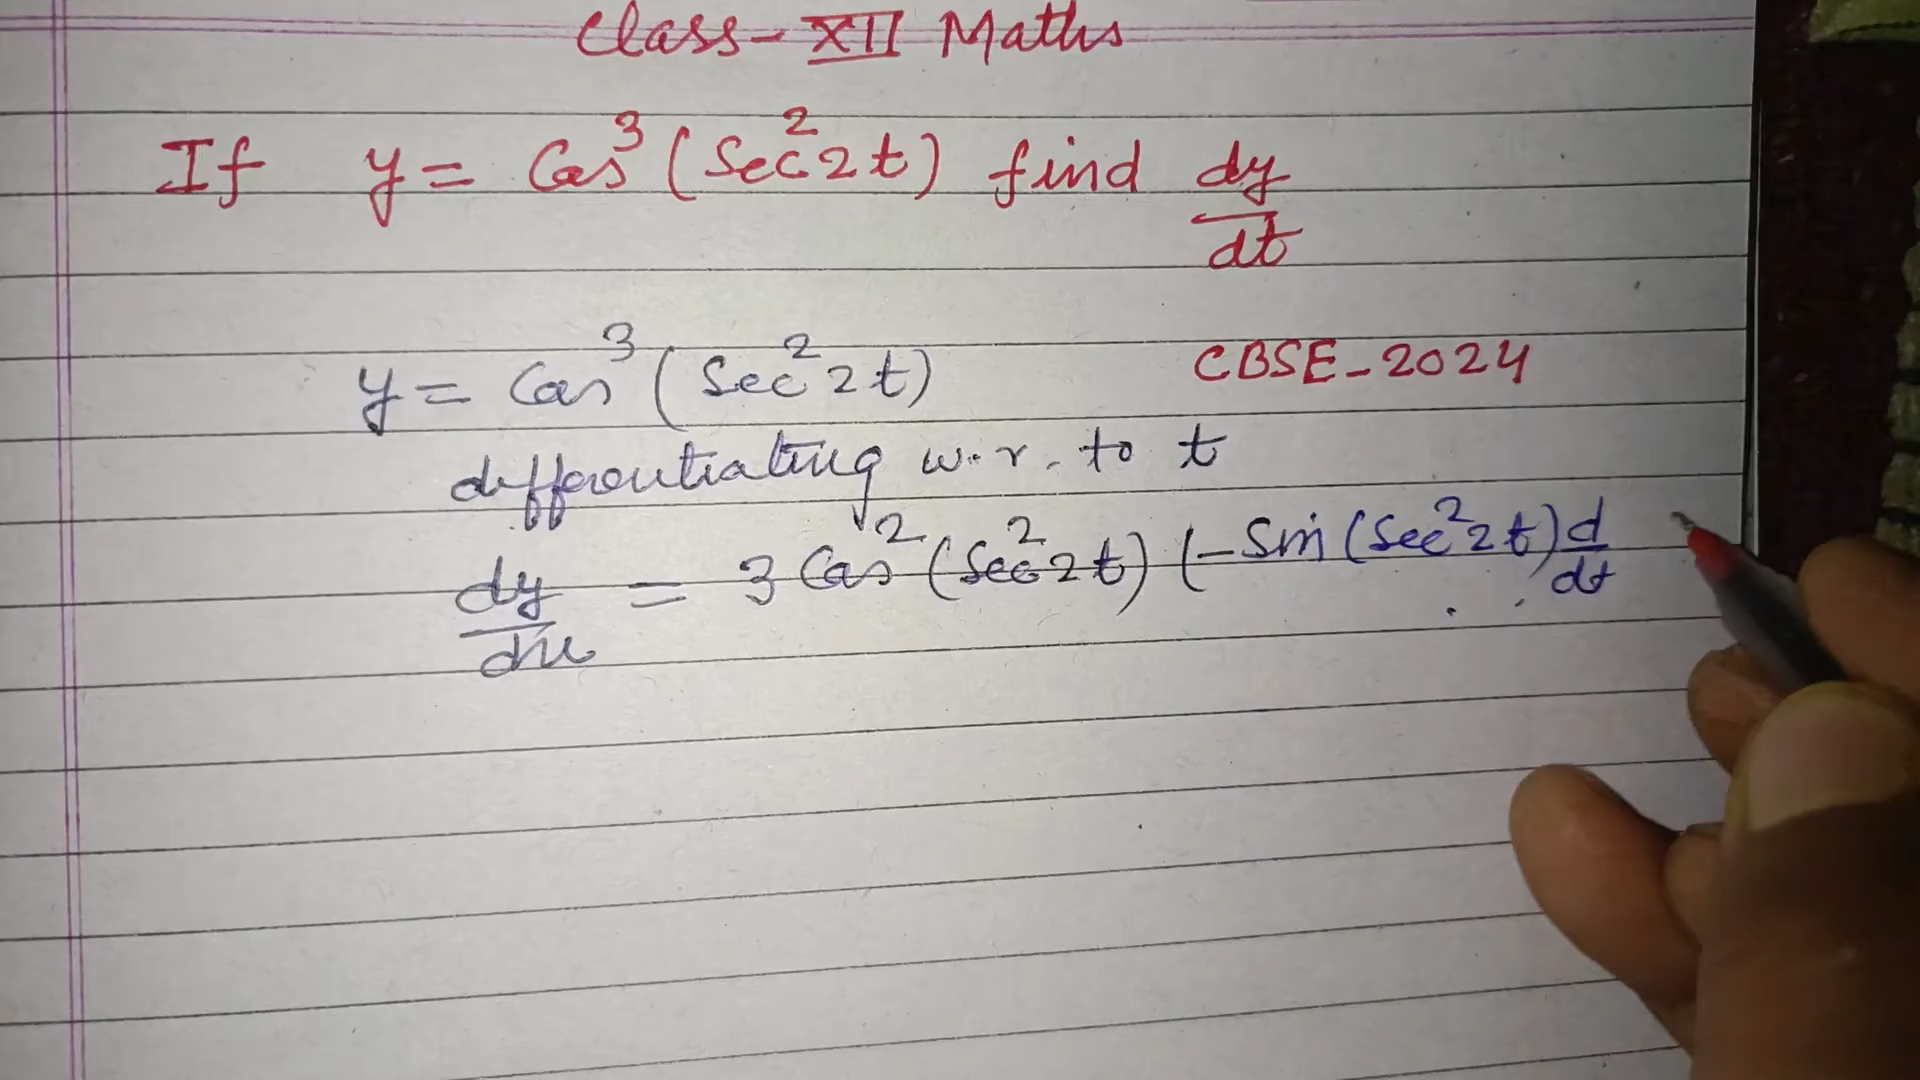 Class-XII Maths
If y = Cos³ (Sec²2t) find dy/dt
y = Cos³ (Sec²2t)
CBSE-2024
differentiating w.r. to t
dy/dx = 3 Cos² (Sec²2t) (-Sin (Sec²2t) d/dt